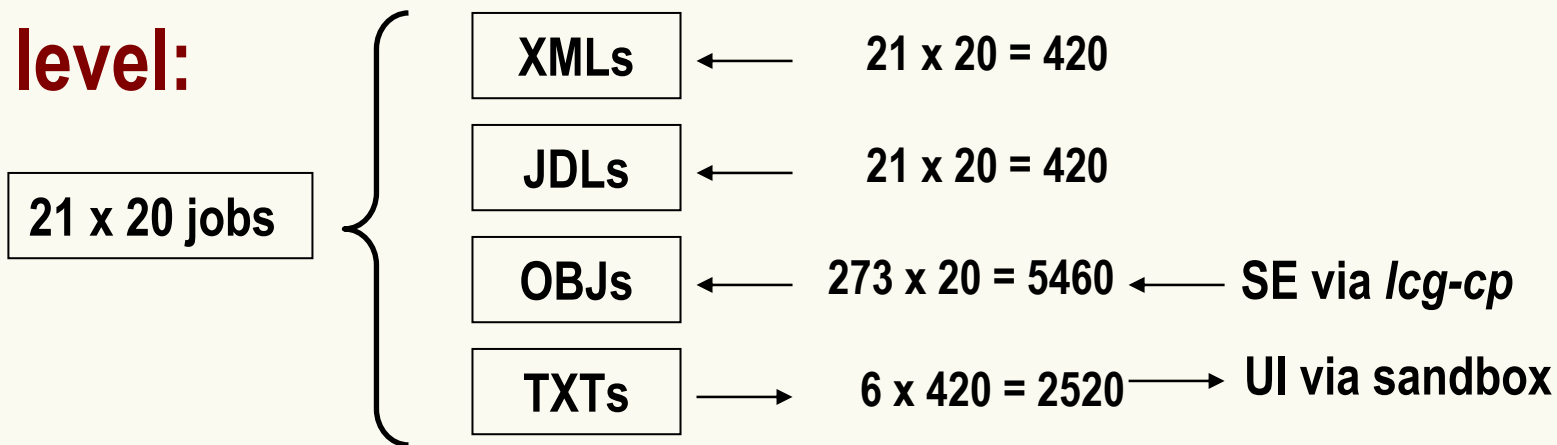 level:
21 x 20 jobs
XMLs 21 x 20 = 420
JDLs 21 x 20 = 420
OBJs 273 x 20 = 5460 SE via lcg-cp
TXTs 6 x 420 = 2520 UI via sandbox